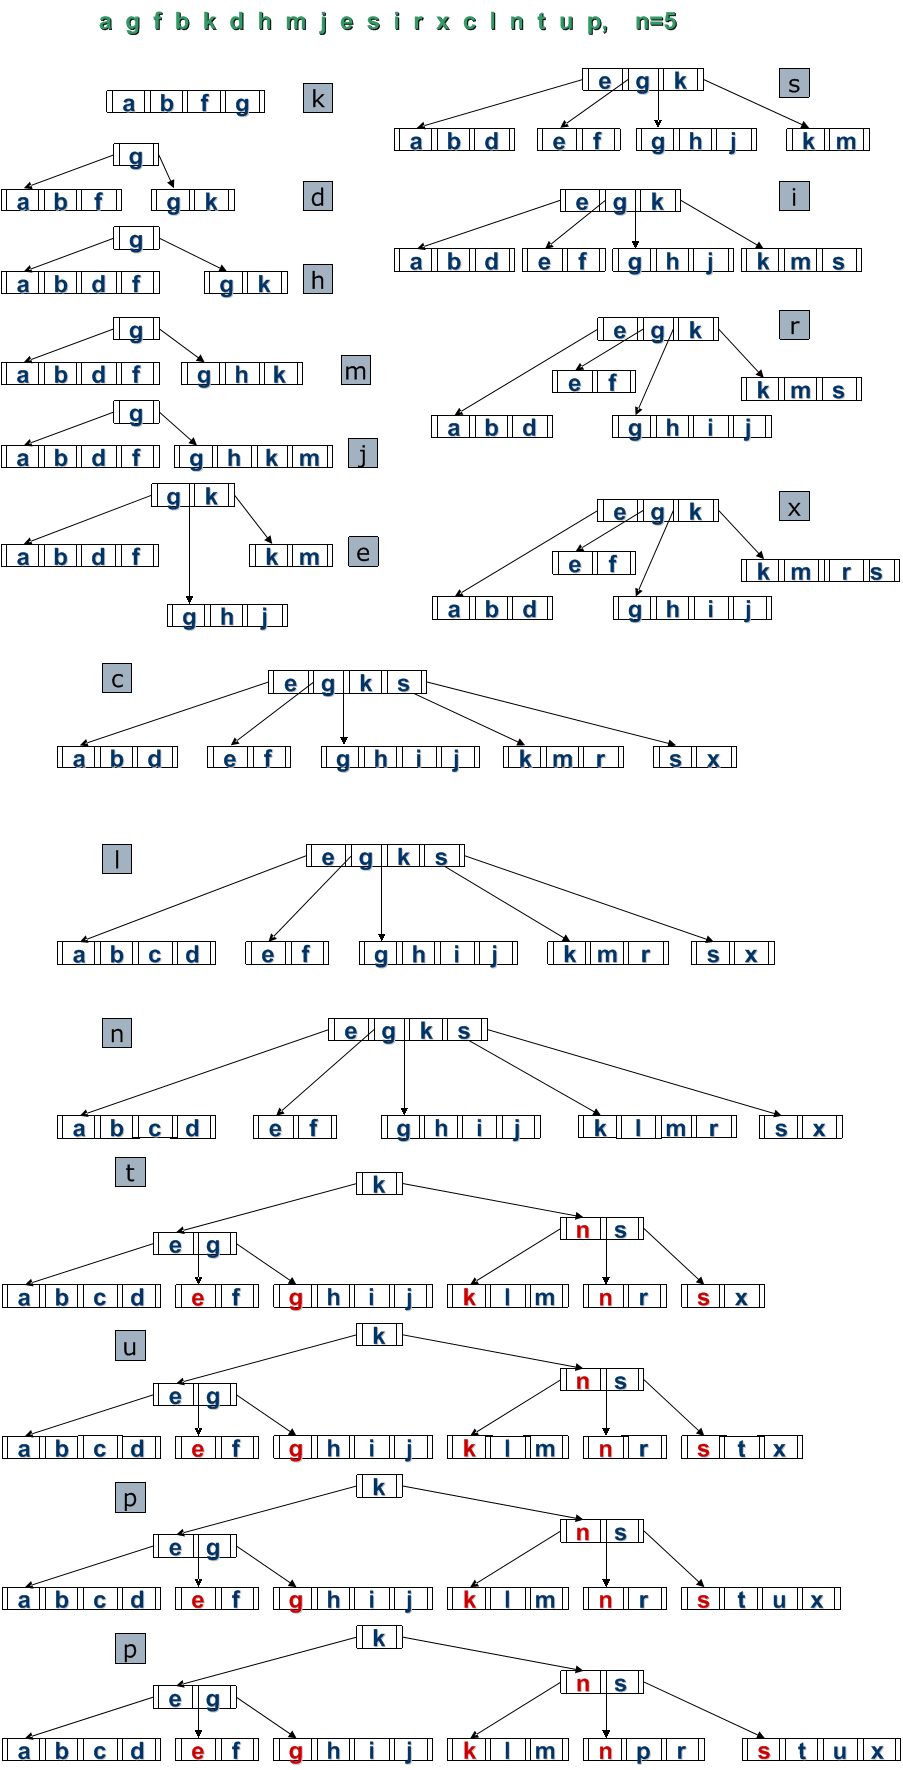 a g f b k d h m j e s i r x c l n t u p, n=5
a b f g
k
g
a b f
g k
d
g
a b d f
g k
h
g
a b d f
g h k
m
g
a b d f
g h k m
j
g k
a b d f
k m
e
g h j
e g k
s
a b d
e f
g h j
k m
e g k
i
a b d
e f
g h j
k m s
e g k
r
e f
k m s
a b d
g h i j
e g k
x
e f
k m r s
a b d
g h i j
c
e g k s
a b d
e f
g h i j
k m r
s x
l
e g k s
a b c d
e f
g h i j
k m r
s x
n
e g k s
a b c d
e f
g h i j
k l m r
s x
t
k
e g
n s
a b c d
e f
g h i j
k l m
n r
s x
u
k
e g
n s
a b c d
e f
g h i j
k l m
n r
s t x
p
k
e g
n s
a b c d
e f
g h i j
k l m
n r
s t u x
p
k
e g
n s
a b c d
e f
g h i j
k l m
n p r
s t u x